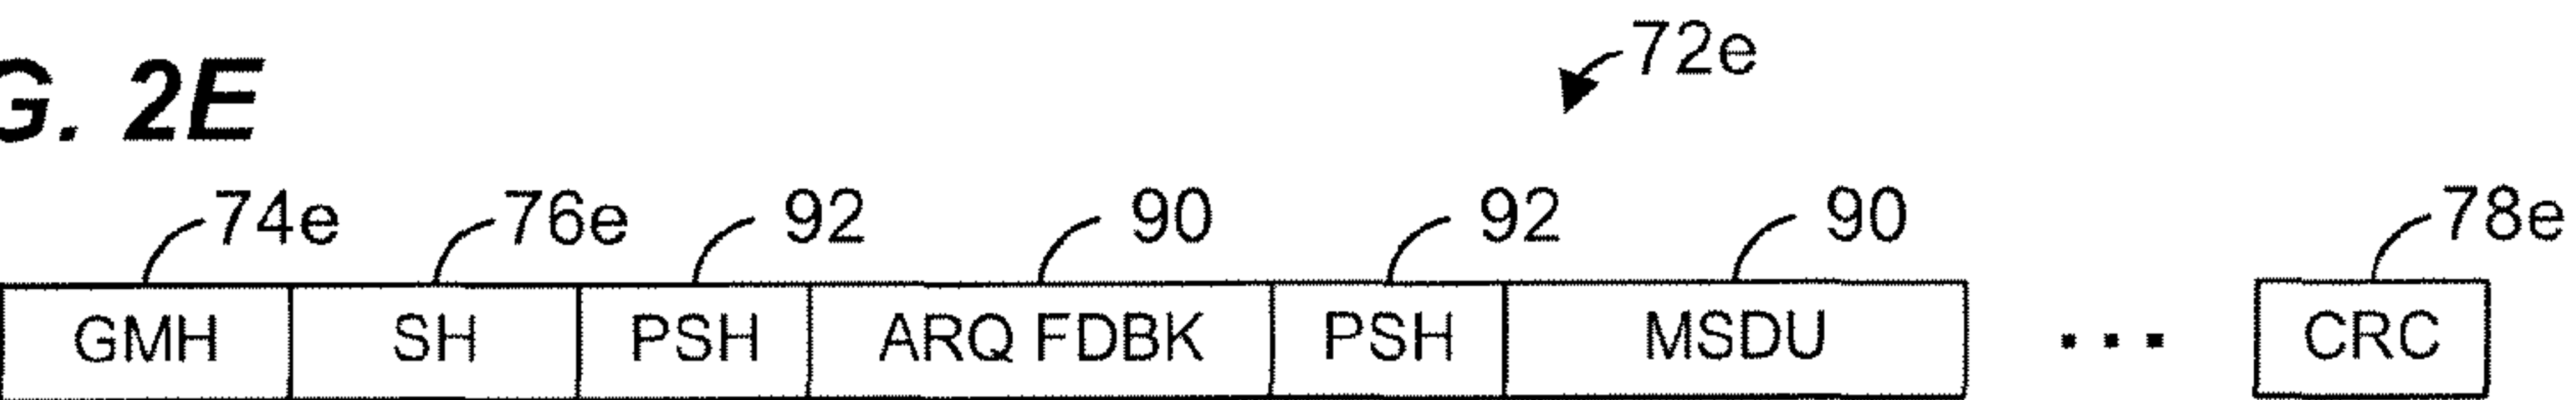 G. 2E
72e
74e 76e 92 90 92 90 78e
GMH SH PSH ARQ FDBK PSH MSDU ... CRC